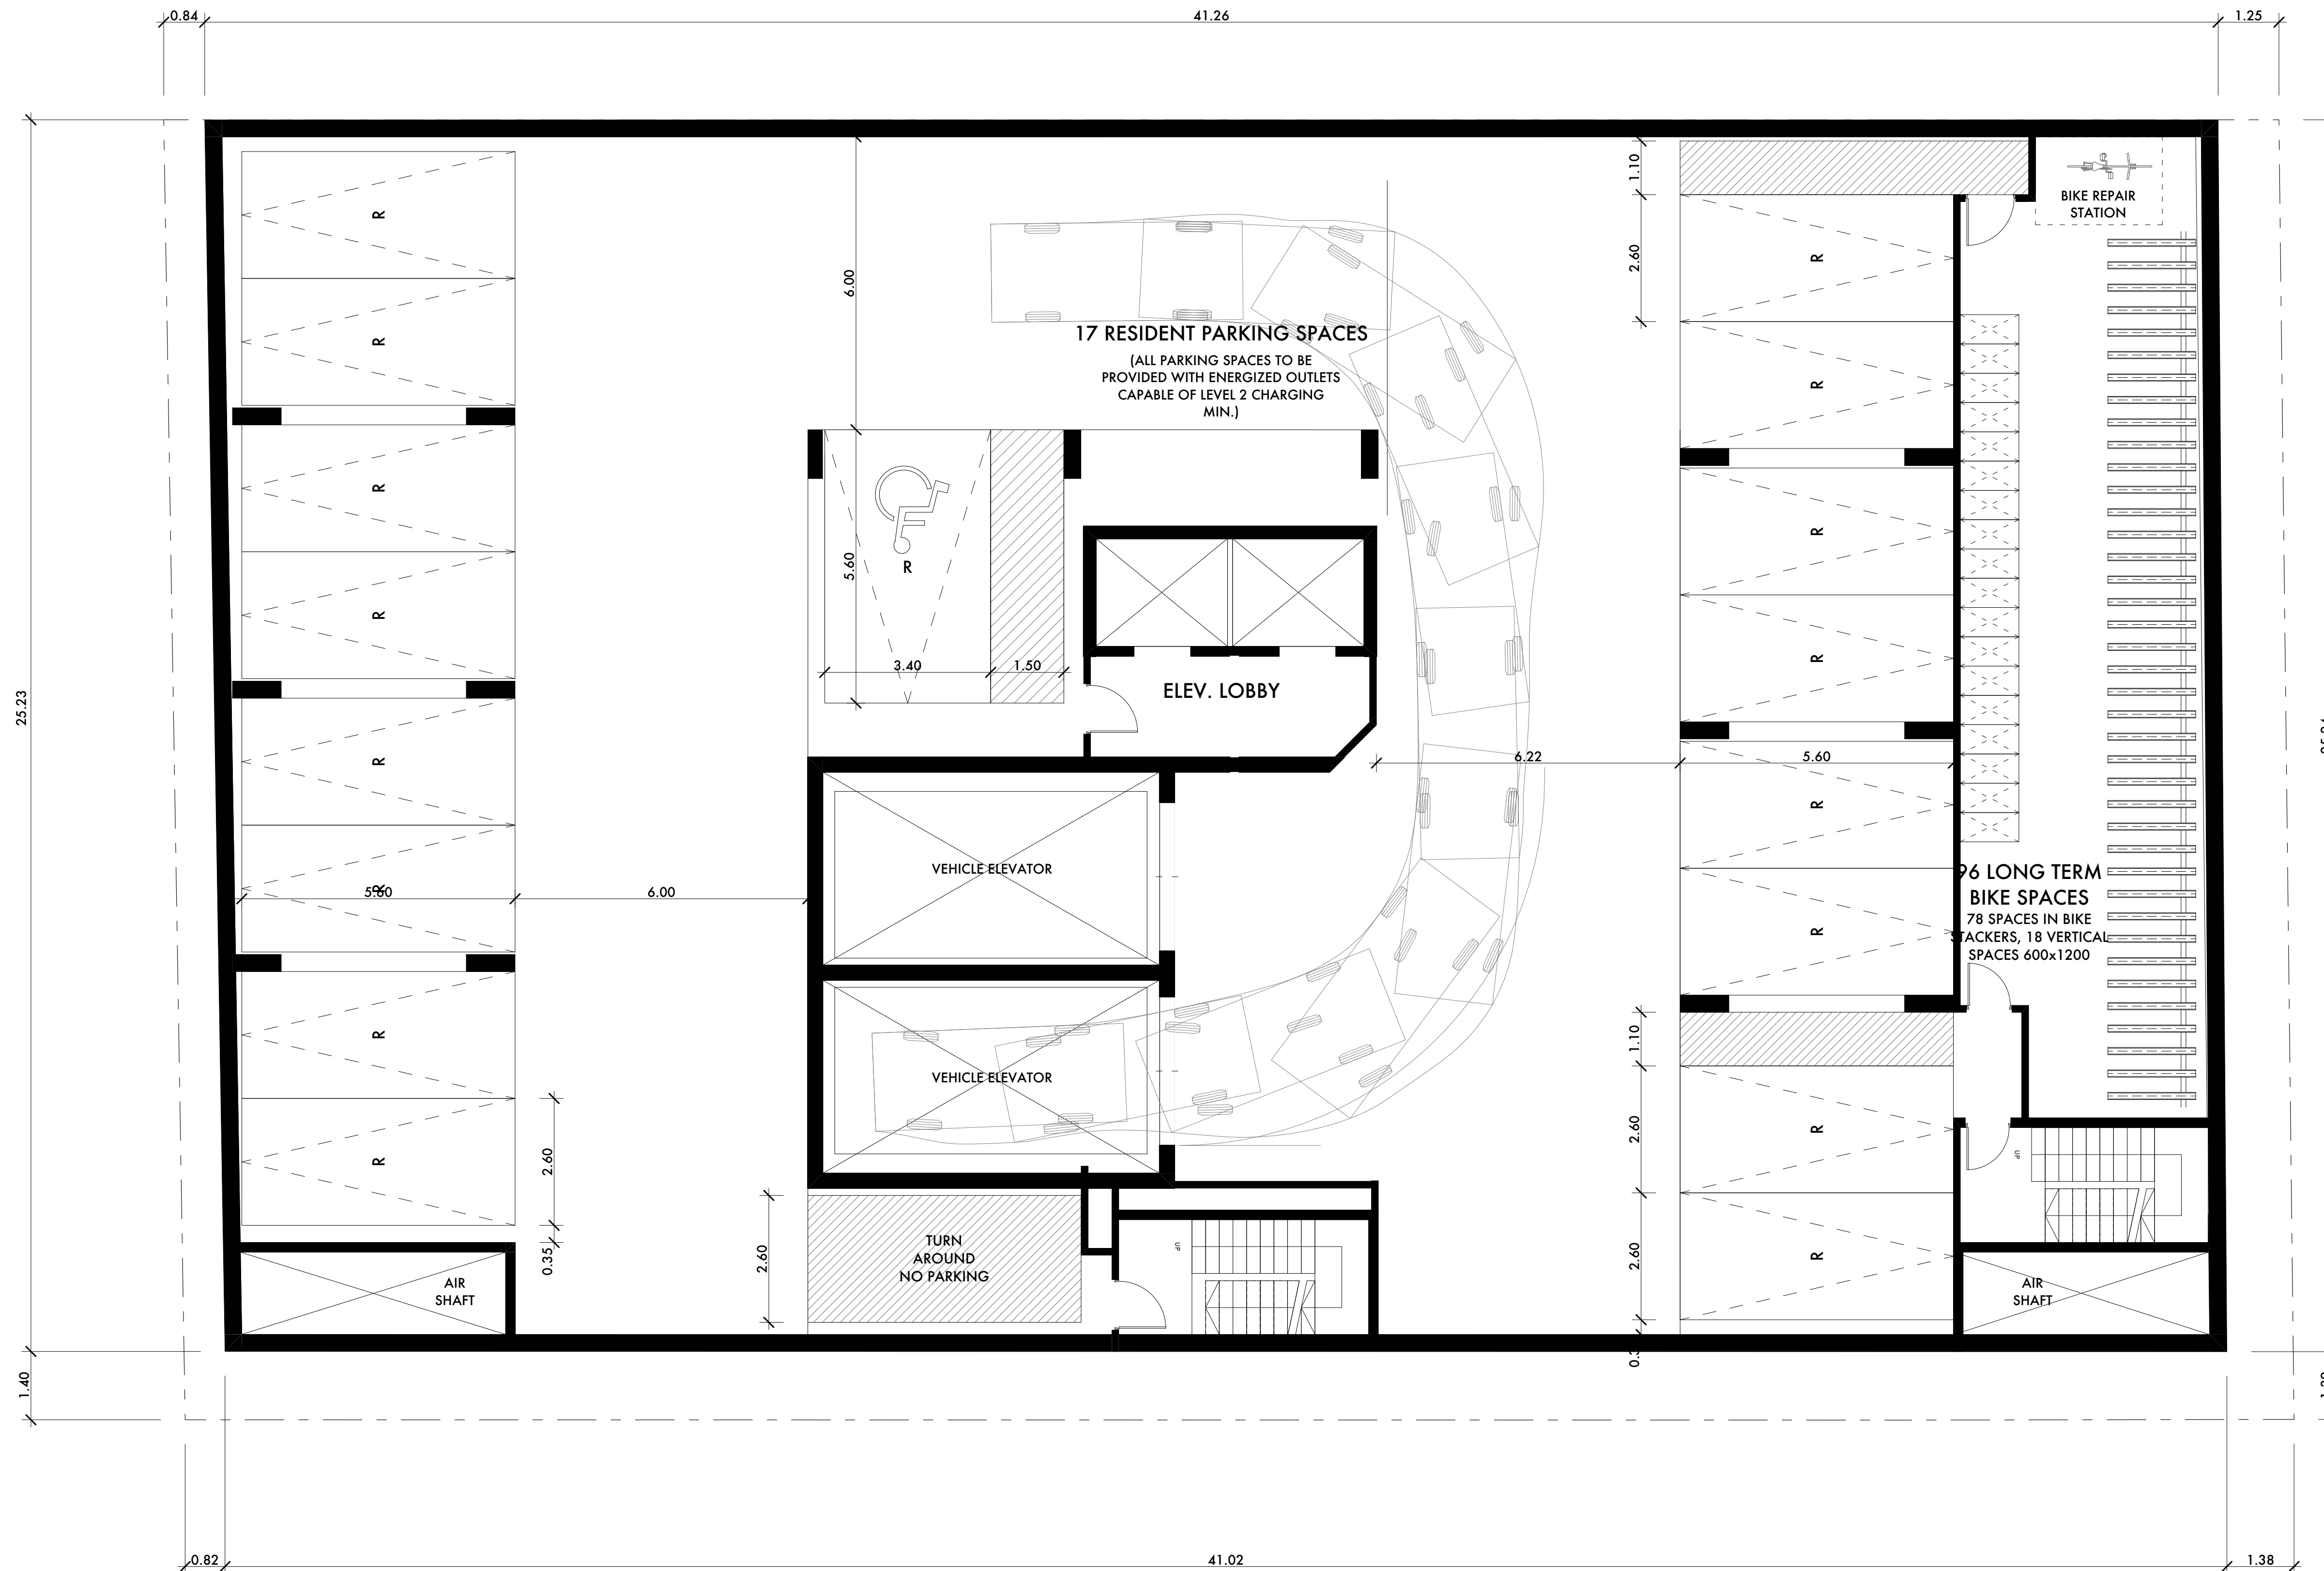 0.84
41.26
1.25
1.10
BIKE REPAIR
STATION
R
2.60
R
6.00
17 RESIDENT PARKING SPACES
(ALL PARKING SPACES TO BE
PROVIDED WITH ENERGIZED OUTLETS
CAPABLE OF LEVEL 2 CHARGING
MIN.)
R
R
R
R
R
5.60
R
R
R
3.40
1.50
ELEV. LOBBY
25.23
R
6.22
5.60
R
VEHICLE ELEVATOR
96 LONG TERM
BIKE SPACES
78 SPACES IN BIKE
STACKERS, 18 VERTICAL
SPACES 600x1200
R
5.60
6.00
R
R
1.10
VEHICLE ELEVATOR
R
2.60
R
2.60
R
UP
0.35
2.60
TURN
AROUND
NO PARKING
UP
2.60
R
AIR
SHAFT
AIR
SHAFT
1.40
0.82
41.02
1.38